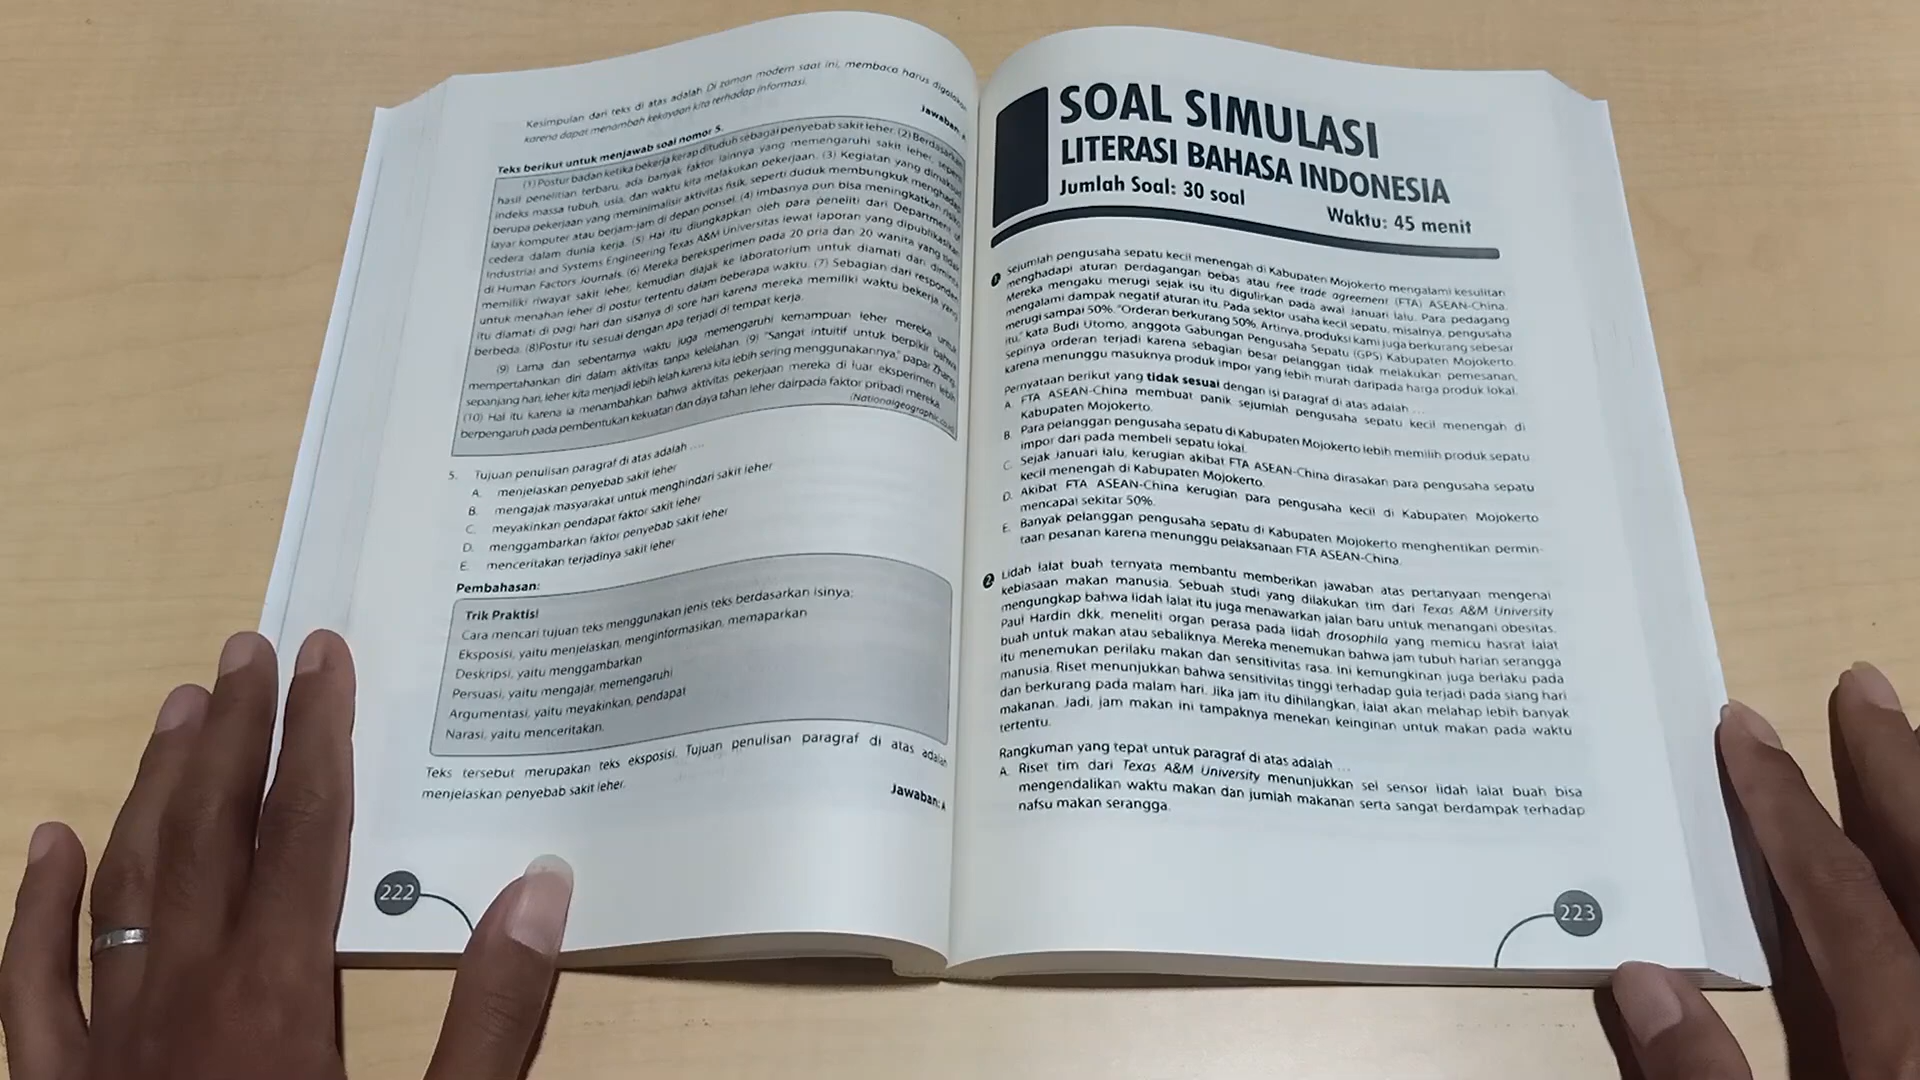 Kesimpulan dari teks di atas adalah Di zaman modern saat ini, membaca harus digalakkan
karena dapat menambah kekayaan kita terhadap informasi.
Jawaban: A
Teks berikut untuk menjawab soal nomor 5.
(1) Postur badan ketika bekerja kerap dituduh sebagai penyebab sakit leher. (2) Berdasarkan
hasil penelitian terbaru, ada banyak faktor lainnya yang memengaruhi sakit leher, seperti
indeks massa tubuh, usia, dan waktu kita melakukan pekerjaan. (3) Kegiatan yang dimaksud
berupa pekerjaan yang meminimalisir aktivitas fisik, seperti duduk membungkuk menghadap
layar komputer atau berjam-jam di depan ponsel. (4) Imbasnya pun bisa meningkatkan risiko
cedera dalam dunia kerja. (5) Hal itu diungkapkan oleh para peneliti dari Department of
Industrial and Systems Engineering Texas A&M Universitas lewat laporan yang dipublikasikan
di Human Factors Journals. (6) Mereka bereksperimen pada 20 pria dan 20 wanita yang tidak
memiliki riwayat sakit leher, kemudian diajak ke laboratorium untuk diamati dan diminta
untuk menahan leher di postur tertentu dalam beberapa waktu. (7) Sebagian dari responden
itu diamati di pagi hari dan sisanya di sore hari karena mereka memiliki waktu bekerja yang
berbeda. (8)Postur itu sesuai dengan apa terjadi di tempat kerja.
(9) Lama dan sebentarnya waktu juga memengaruhi kemampuan leher mereka untuk
mempertahankan diri dalam aktivitas tanpa kelelahan. (9) "Sangat intuitif untuk berpikir bahwa
sepanjang hari, leher kita menjadi lebih lelah karena kita lebih sering menggunakannya," papar Zhang.
(10) Hal itu karena ia menambahkan bahwa aktivitas pekerjaan mereka di luar eksperimen lebih
berpengaruh pada pembentukan kekuatan dan daya tahan leher dairpada faktor pribadi mereka.
(Nationalgeographic.co.id)
5. Tujuan penulisan paragraf di atas adalah ....
A. menjelaskan penyebab sakit leher
B. mengajak masyarakat untuk menghindari sakit leher
C. meyakinkan pendapat faktor sakit leher
D. menggambarkan faktor penyebab sakit leher
E. menceritakan terjadinya sakit leher
Pembahasan:
Trik Praktis!
Cara mencari tujuan teks menggunakan jenis teks berdasarkan isinya:
Eksposisi, yaitu menjelaskan, menginformasikan, memaparkan
Deskripsi, yaitu menggambarkan
Persuasi, yaitu mengajar, memengaruhi
Argumentasi, yaitu meyakinkan, pendapat
Narasi, yaitu menceritakan.
Teks tersebut merupakan teks eksposisi. Tujuan penulisan paragraf di atas adalah
menjelaskan penyebab sakit leher.
Jawaban: A
222
SOAL SIMULASI
LITERASI BAHASA INDONESIA
Jumlah Soal: 30 soal
Waktu: 45 menit
1 Sejumlah pengusaha sepatu kecil menengah di Kabupaten Mojokerto mengalami kesulitan
menghadapi aturan perdagangan bebas atau free trade agreement (FTA) ASEAN-China.
Mereka mengaku merugi sejak isu itu digulirkan pada awal Januari lalu. Para pedagang
mengalami dampak negatif aturan itu. Pada sektor usaha kecil sepatu, misalnya, pengusaha
merugi sampai 50%. "Orderan berkurang 50%. Artinya, produksi kami juga berkurang sebesar
itu," kata Budi Utomo, anggota Gabungan Pengusaha Sepatu (GPS) Kabupaten Mojokerto.
Sepinya orderan terjadi karena sebagian besar pelanggan tidak melakukan pemesanan,
karena menunggu masuknya produk impor yang lebih murah daripada harga produk lokal.
Pernyataan berikut yang tidak sesuai dengan isi paragraf di atas adalah ....
A. FTA ASEAN-China membuat panik sejumlah pengusaha sepatu kecil menengah di
Kabupaten Mojokerto.
B. Para pelanggan pengusaha sepatu di Kabupaten Mojokerto lebih memilih produk sepatu
impor dari pada membeli sepatu lokal.
C. Sejak Januari lalu, kerugian akibat FTA ASEAN-China dirasakan para pengusaha sepatu
kecil menengah di Kabupaten Mojokerto.
D. Akibat FTA ASEAN-China kerugian para pengusaha kecil di Kabupaten Mojokerto
mencapai sekitar 50%.
E. Banyak pelanggan pengusaha sepatu di Kabupaten Mojokerto menghentikan permin-
taan pesanan karena menunggu pelaksanaan FTA ASEAN-China.
2 Lidah lalat buah ternyata membantu memberikan jawaban atas pertanyaan mengenai
kebiasaan makan manusia. Sebuah studi yang dilakukan tim dari Texas A&M University
mengungkap bahwa lidah lalat itu juga menawarkan jalan baru untuk menangani obesitas.
Paul Hardin dkk, meneliti organ perasa pada lidah drosophila yang memicu hasrat lalat
buah untuk makan atau sebaliknya. Mereka menemukan bahwa jam tubuh harian serangga
itu menemukan perilaku makan dan sensitivitas rasa. Ini kemungkinan juga berlaku pada
manusia. Riset menunjukkan bahwa sensitivitas tinggi terhadap gula terjadi pada siang hari
dan berkurang pada malam hari. Jika jam itu dihilangkan, lalat akan melahap lebih banyak
makanan. Jadi, jam makan ini tampaknya menekan keinginan untuk makan pada waktu
tertentu.
Rangkuman yang tepat untuk paragraf di atas adalah ....
A. Riset tim dari Texas A&M University menunjukkan sel sensor lidah lalat buah bisa
mengendalikan waktu makan dan jumlah makanan serta sangat berdampak terhadap
nafsu makan serangga.
223